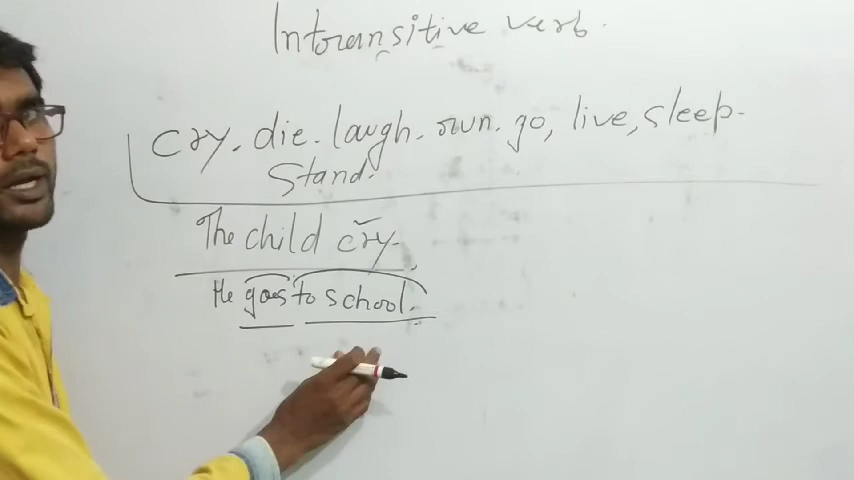 Intransitive verb.
cry. die. laugh. run. go, live, sleep.
Stand.
The child cry.
He goes to school.